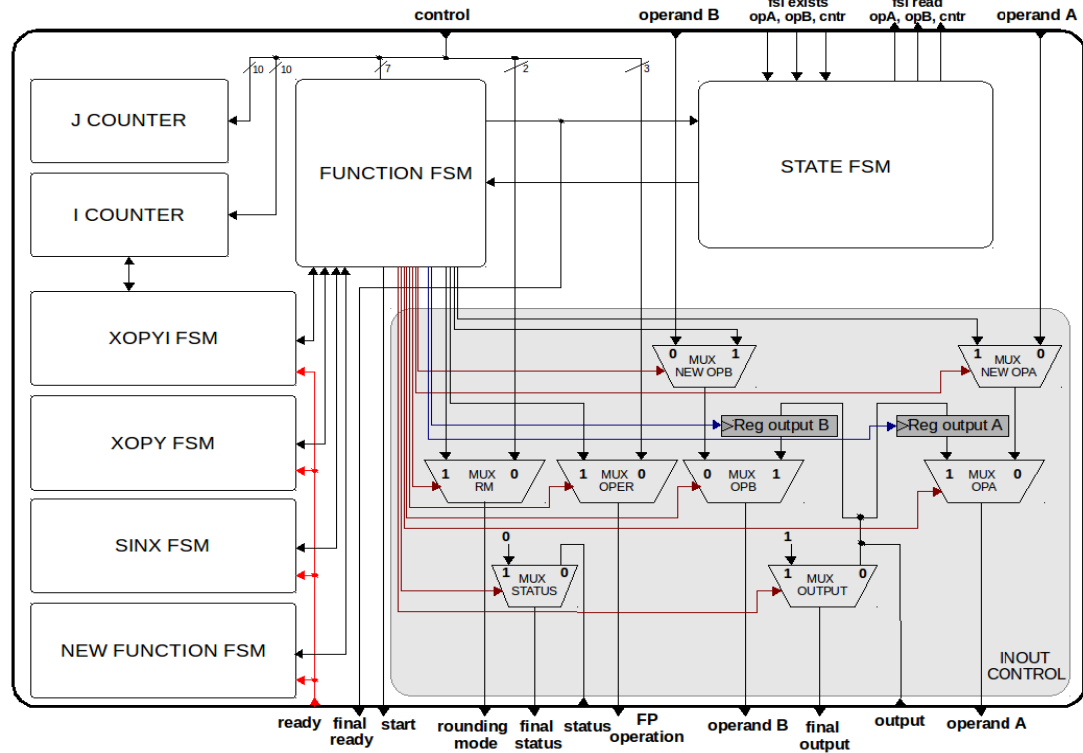 control
operand B
fsl exists
opA, opB, cntr
fsl read
opA, opB, cntr
operand A
10
10
7
2
3
J COUNTER
FUNCTION FSM
STATE FSM
I COUNTER
XOPYI FSM
0
1
MUX
NEW OPB
1
0
MUX
NEW OPA
>Reg output B
>Reg output A
XOPY FSM
1
MUX
RM
0
1
MUX
OPER
0
0
MUX
OPB
1
1
MUX
OPA
0
SINX FSM
0
1
MUX
STATUS
0
1
1
MUX
OUTPUT
0
NEW FUNCTION FSM
INOUT
CONTROL
ready
final
ready
start
rounding
mode
final
status
status
FP
operation
operand B
final
output
output
operand A